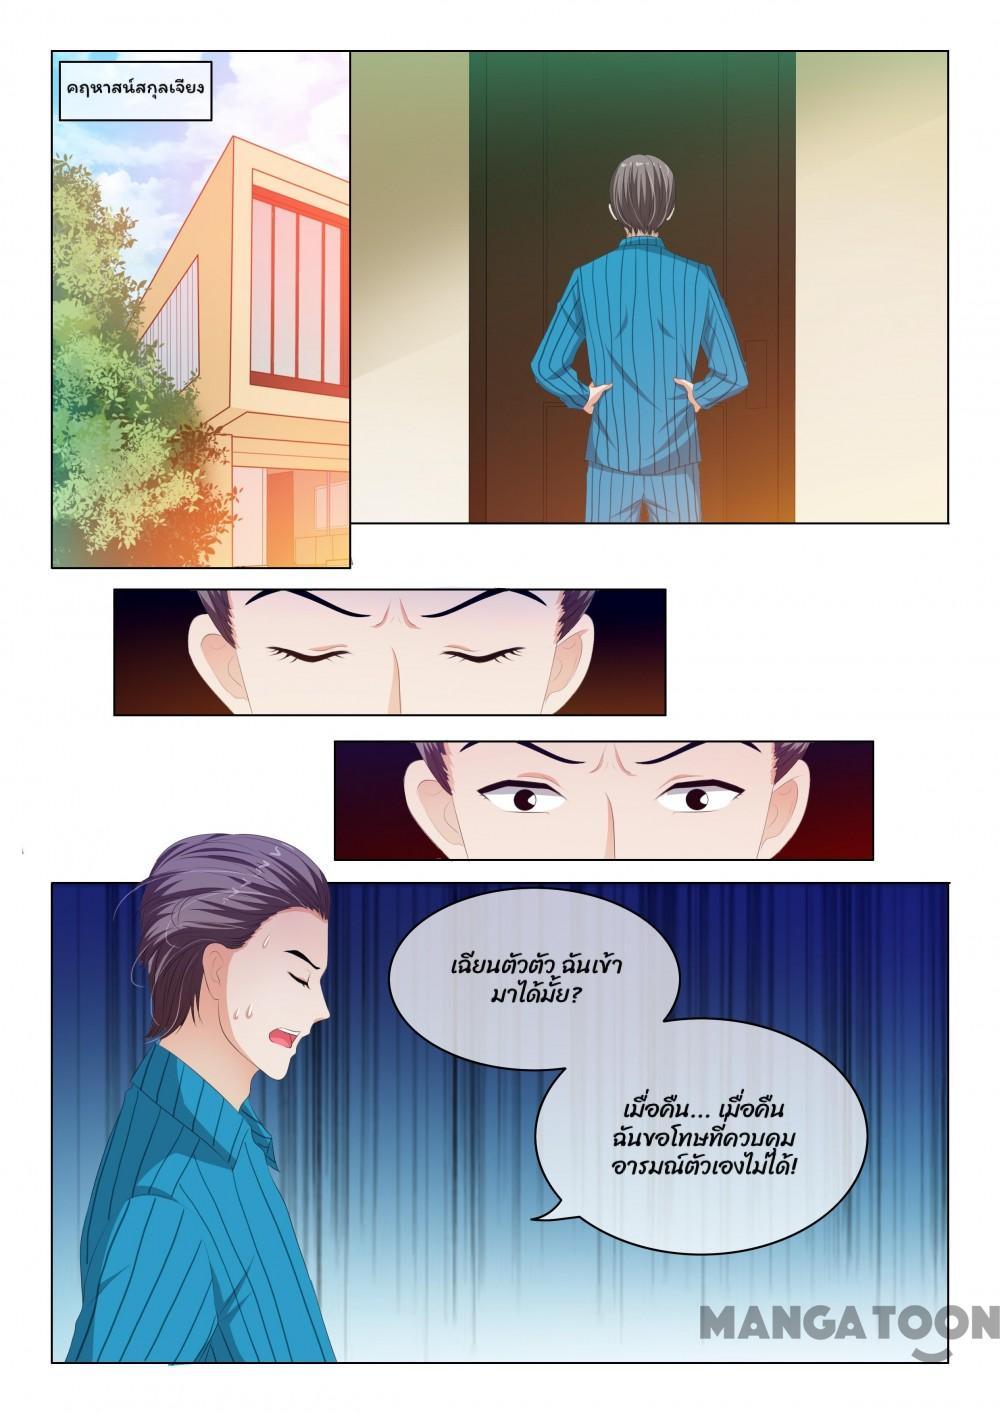 คฤหาสน์สกุลเจียง
เฉียนตัวตัว ฉันเข้า
มาได้มั้ย?
เมื่อคืน... เมื่อคืน
ฉันขอโทษที่ควบคุม
อารมณ์ตัวเองไม่ได้!
MANGATOON